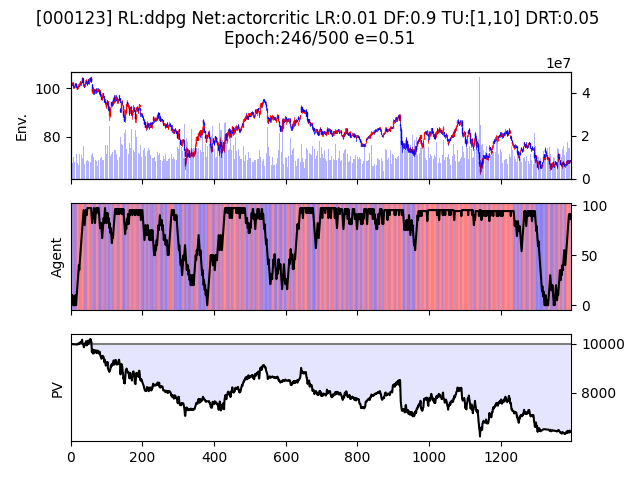 [000123] RL:ddpg Net:actorcritic LR:0.01 DF:0.9 TU:[1,10] DRT:0.05
Epoch:246/500 e=0.51
1e7
Env.
100
80
4
2
0
Agent
100
50
0
PV
10000
8000
0 200 400 600 800 1000 1200